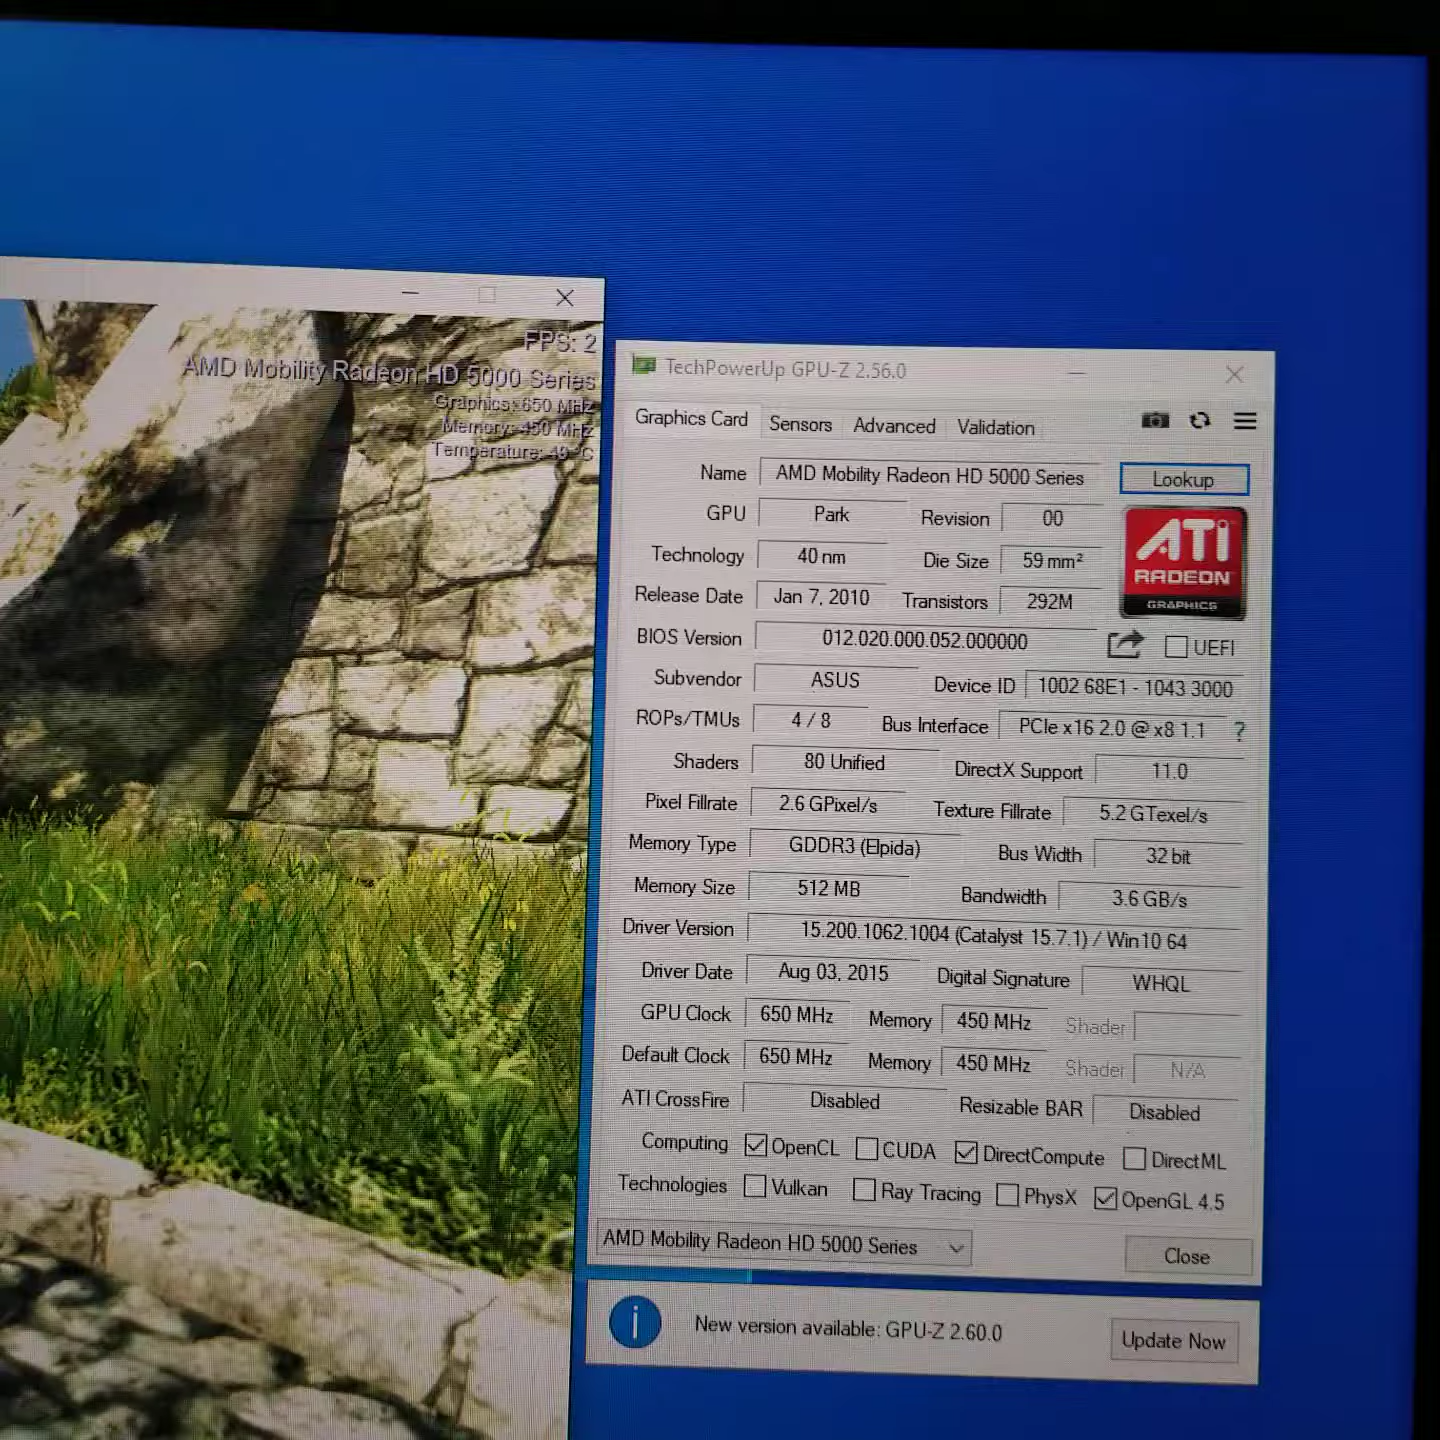 FPS: 2
AMD Mobility Radeon HD 5000 Series
Graphics: 650 MHz
Memory: 450 MHz
Temperature: 49 °C
TechPowerUp GPU-Z 2.56.0
Graphics Card Sensors Advanced Validation
Name AMD Mobility Radeon HD 5000 Series Lookup
GPU Park Revision 00
ATI
RADEON
GRAPHICS
Technology 40 nm Die Size 59 mm²
Release Date Jan 7, 2010 Transistors 292M
BIOS Version 012.020.000.052.000000 UEFI
Subvendor ASUS Device ID 1002 68E1 - 1043 3000
ROPs/TMUs 4 / 8 Bus Interface PCIe x16 2.0 @ x8 1.1 ?
Shaders 80 Unified DirectX Support 11.0
Pixel Fillrate 2.6 GPixel/s Texture Fillrate 5.2 GTexel/s
Memory Type GDDR3 (Elpida) Bus Width 32 bit
Memory Size 512 MB Bandwidth 3.6 GB/s
Driver Version 15.200.1062.1004 (Catalyst 15.7.1) / Win10 64
Driver Date Aug 03, 2015 Digital Signature WHQL
GPU Clock 650 MHz Memory 450 MHz Shader
Default Clock 650 MHz Memory 450 MHz Shader N/A
ATI CrossFire Disabled Resizable BAR Disabled
Computing OpenCL CUDA DirectCompute DirectML
Technologies Vulkan Ray Tracing PhysX OpenGL 4.5
AMD Mobility Radeon HD 5000 Series Close
New version available: GPU-Z 2.60.0 Update Now